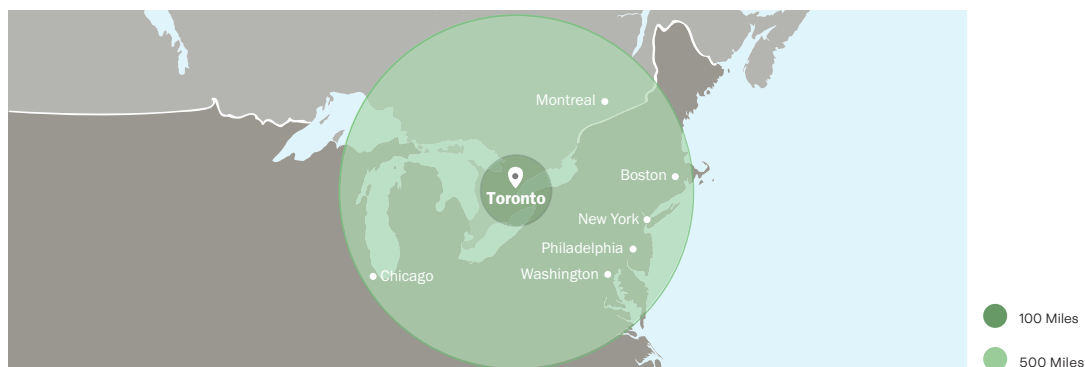 Montreal
Boston
Toronto
New York
Philadelphia
Washington
Chicago
100 Miles
500 Miles